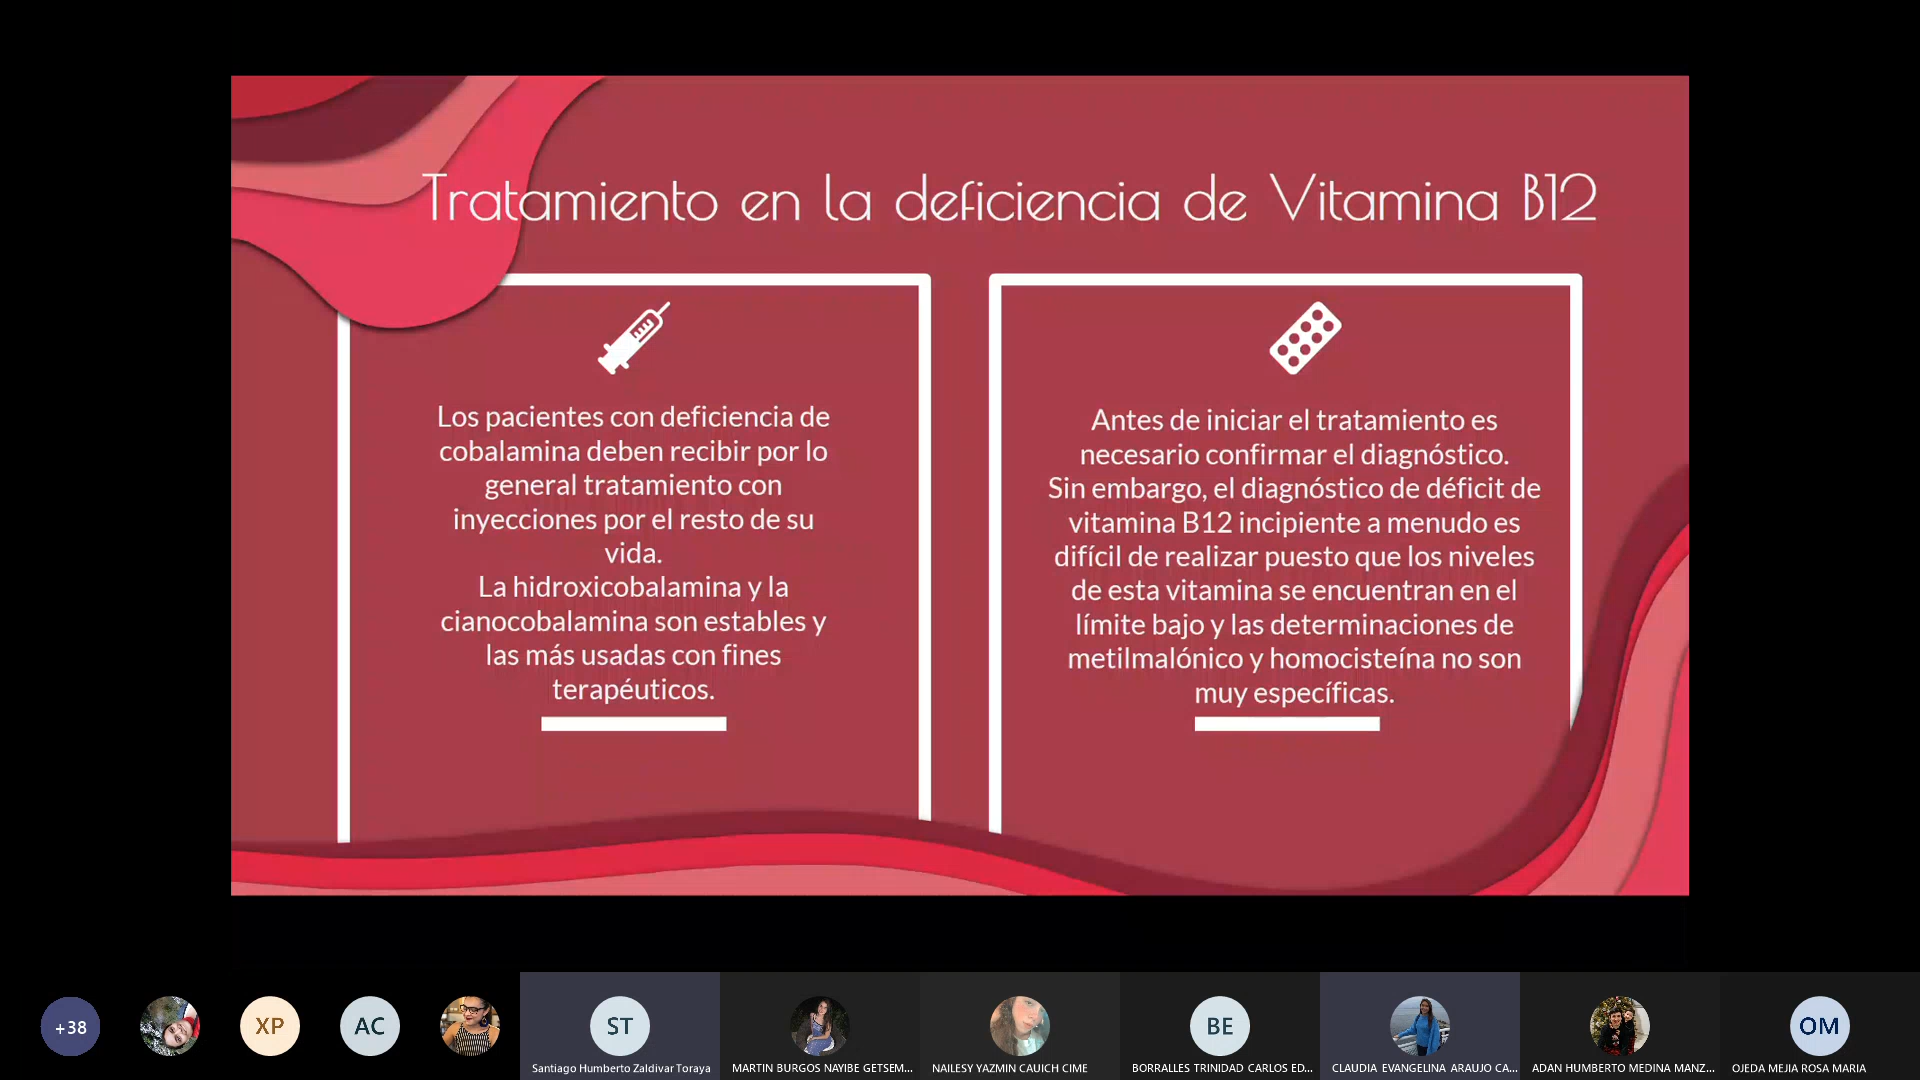 Tratamiento en la deficiencia de Vitamina B12
Los pacientes con deficiencia de
cobalamina deben recibir por lo
general tratamiento con
inyecciones por el resto de su
vida.
La hidroxicobalamina y la
cianocobalamina son estables y
las más usadas con fines
terapéuticos.
Antes de iniciar el tratamiento es
necesario confirmar el diagnóstico.
Sin embargo, el diagnóstico de déficit de
vitamina B12 incipiente a menudo es
difícil de realizar puesto que los niveles
de esta vitamina se encuentran en el
límite bajo y las determinaciones de
metilmalónico y homocisteína no son
muy específicas.
+38
XP
AC
ST
Santiago Humberto Zaldivar Toraya
MARTIN BURGOS NAYIBE GETSEM...
NAILESY YAZMIN CAUICH CIME
BE
BORRALLES TRINIDAD CARLOS ED...
CLAUDIA EVANGELINA ARAUJO CA...
ADAN HUMBERTO MEDINA MANZ...
OM
OJEDA MEJIA ROSA MARIA